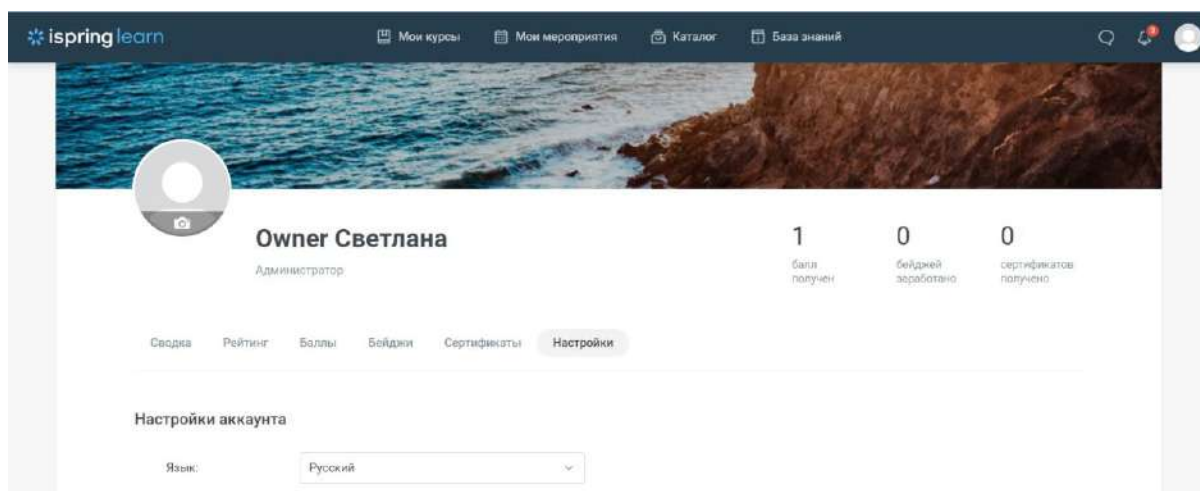 ispring learn
Мои курсы
Мои мероприятия
Каталог
База знаний
Owner Светлана
Администратор
1
балл
получен
0
бейджей
заработано
0
сертификатов
получено
Сводка
Рейтинг
Баллы
Бейджи
Сертификаты
Настройки
Настройки аккаунта
Язык:
Русский